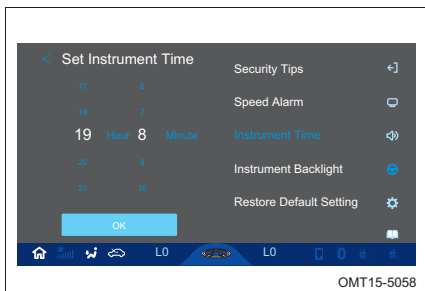 < Set Instrument Time
17 6
18 7
19 Hour 8 Minute
20 9
21 10
OK
Security Tips
Speed Alarm
Instrument Time
Instrument Backlight
Restore Default Setting
L0 L0
OMT15-5058